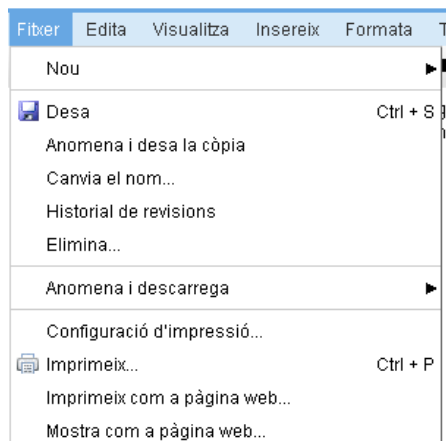 Fitxer Edita Visualitza Insereix Formata
Nou
Desa Ctrl + S
Anomena i desa la còpia
Canvia el nom...
Historial de revisions
Elimina...
Anomena i descarrega
Configuració d'impressió...
Imprimeix... Ctrl + P
Imprimeix com a pàgina web...
Mostra com a pàgina web...